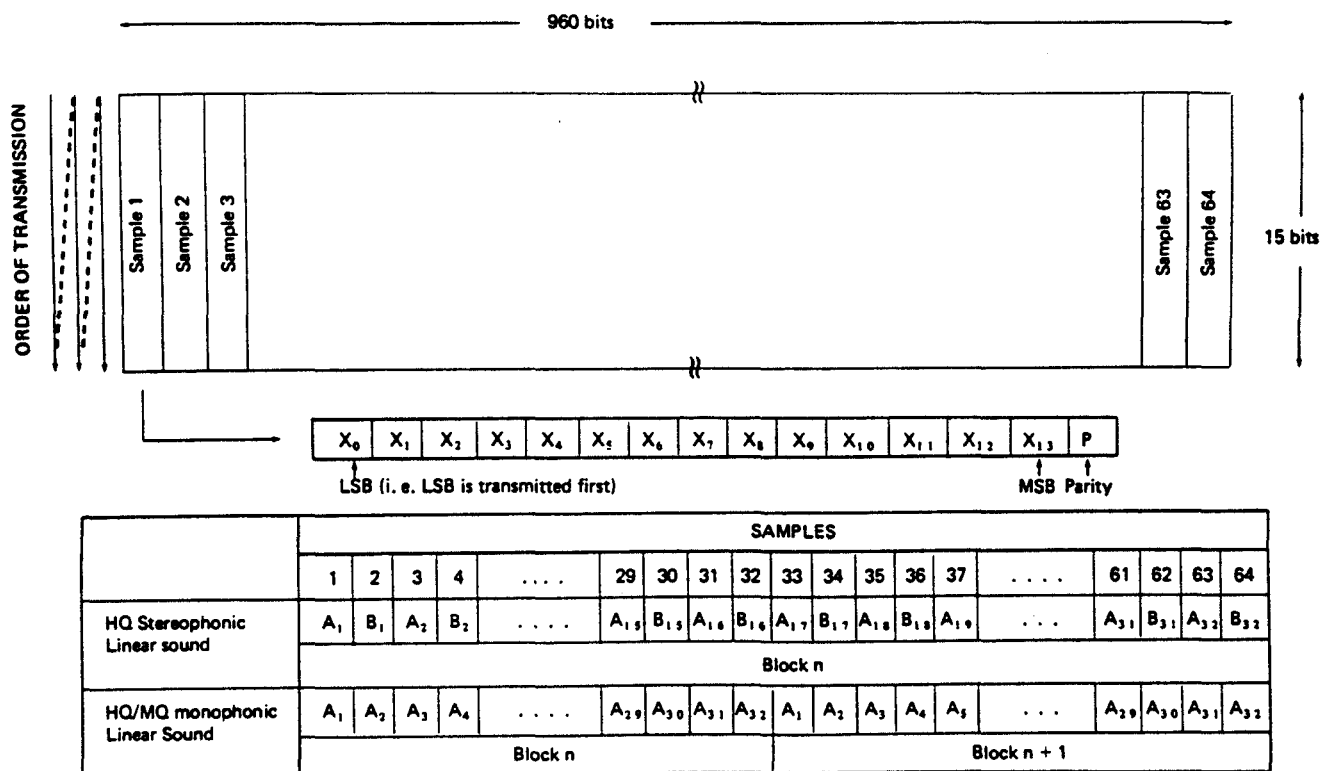 960 bits
ORDER OF TRANSMISSION
Sample 1
Sample 2
Sample 3
Sample 63
Sample 64
15 bits
X₀ X₁ X₂ X₃ X₄ X₅ X₆ X₇ X₈ X₉ X₁₀ X₁₁ X₁₂ X₁₃ P
LSB (i. e. LSB is transmitted first) MSB Parity
SAMPLES
1 2 3 4 .... 29 30 31 32 33 34 35 36 37 .... 61 62 63 64
HQ Stereophonic
Linear sound
A₁ B₁ A₂ B₂ .... A₁₅ B₁₅ A₁₆ B₁₆ A₁₇ B₁₇ A₁₈ B₁₈ A₁₉ ... A₃₁ B₃₁ A₃₂ B₃₂
Block n
HQ/MQ monophonic
Linear Sound
A₁ A₂ A₃ A₄ .... A₂₉ A₃₀ A₃₁ A₃₂ A₁ A₂ A₃ A₄ A₅ ... A₂₉ A₃₀ A₃₁ A₃₂
Block n Block n + 1